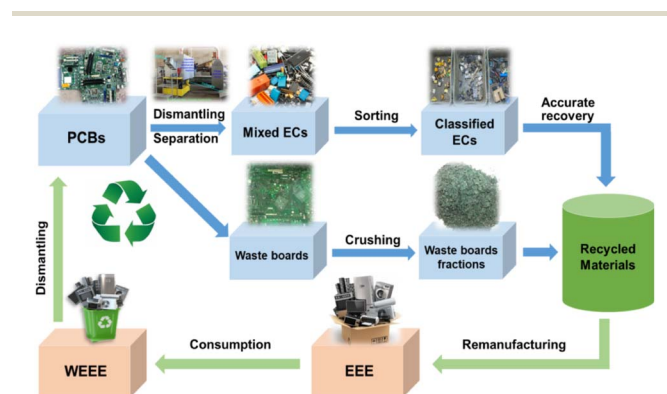 Dismantling
Separation
PCBs
Mixed ECs
Sorting
Classified
ECs
Accurate
recovery
Waste boards
Crushing
Waste boards
fractions
Recycled
Materials
Dismantling
WEEE
Consumption
EEE
Remanufacturing